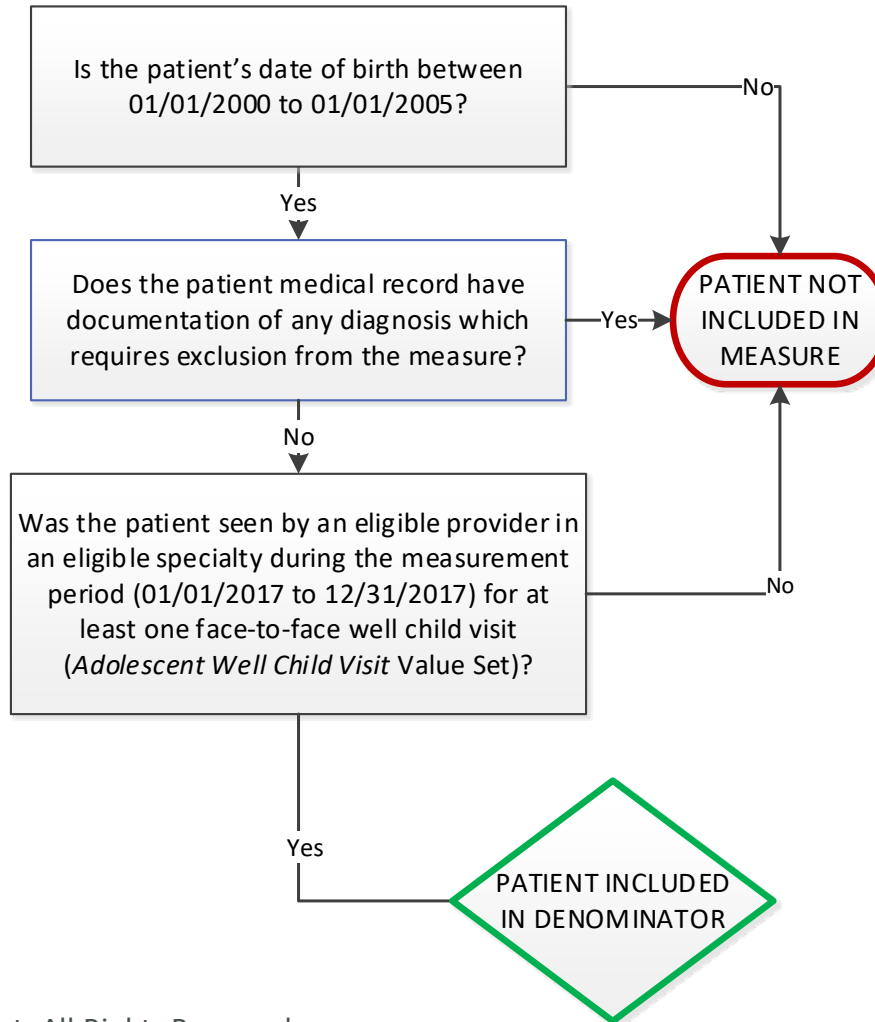 Is the patient's date of birth between
01/01/2000 to 01/01/2005?
No
Yes
Does the patient medical record have
documentation of any diagnosis which
requires exclusion from the measure?
Yes
PATIENT NOT
INCLUDED IN
MEASURE
No
Was the patient seen by an eligible provider in
an eligible specialty during the measurement
period (01/01/2017 to 12/31/2017) for at
least one face-to-face well child visit
(Adolescent Well Child Visit Value Set)?
No
Yes
PATIENT INCLUDED
IN DENOMINATOR